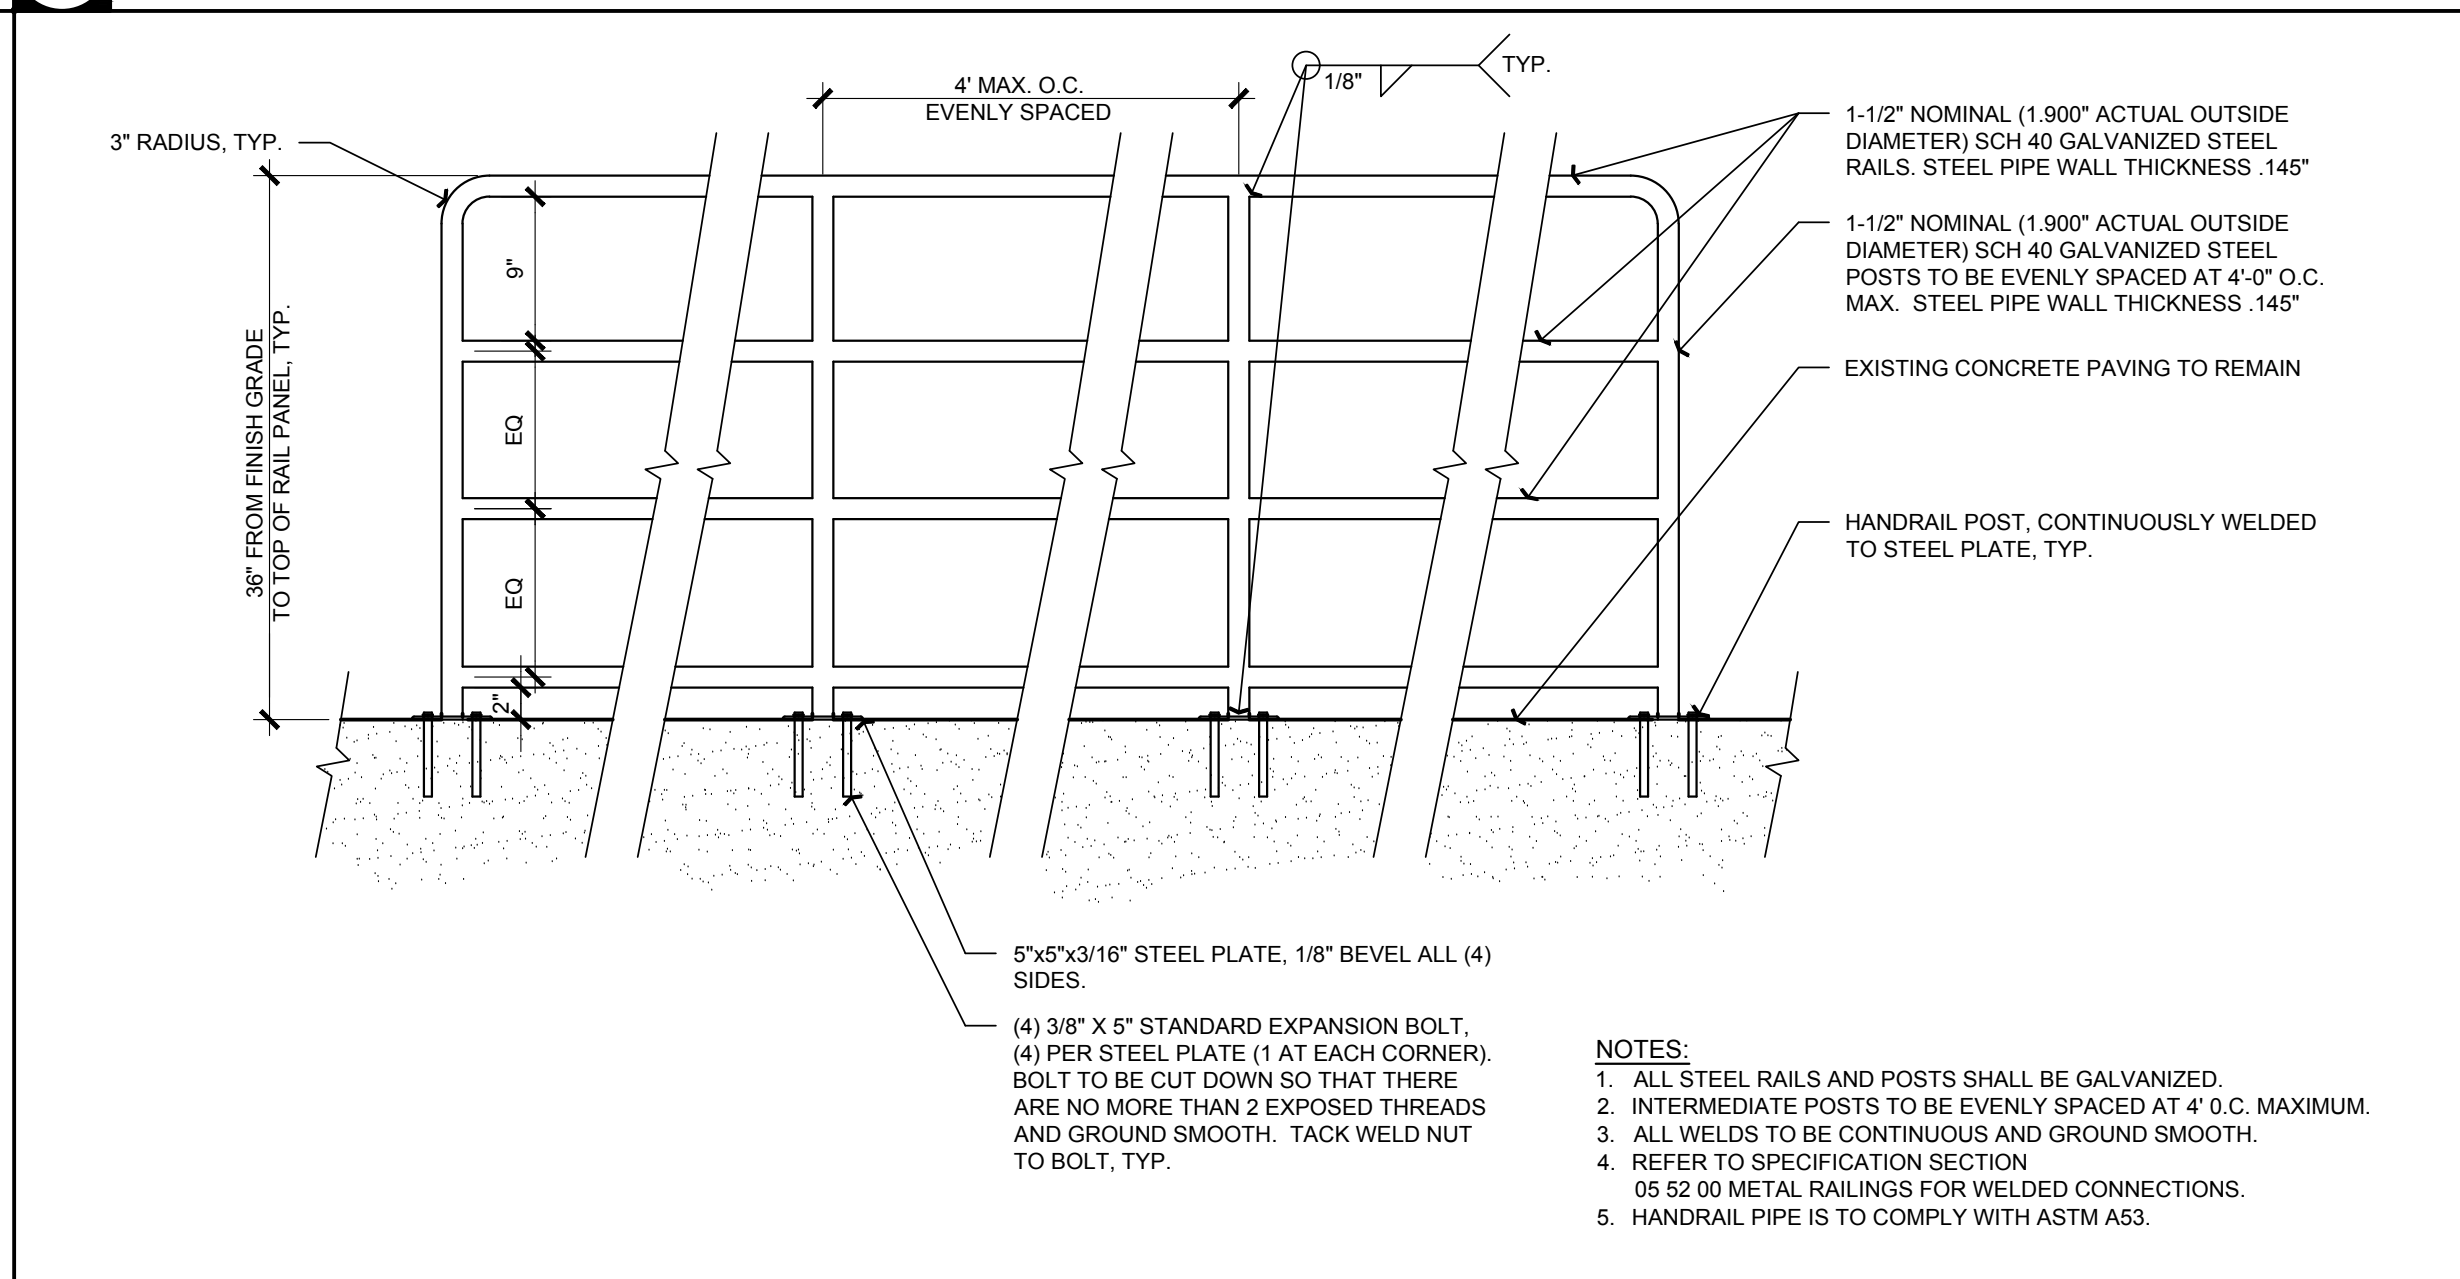 4' MAX. O.C.
EVENLY SPACED
1/8"
TYP.
3" RADIUS, TYP.
36" FROM FINISH GRADE
TO TOP OF RAIL PANEL, TYP.
9"
EQ
EQ
2"
1-1/2" NOMINAL (1.900" ACTUAL OUTSIDE
DIAMETER) SCH 40 GALVANIZED STEEL
RAILS. STEEL PIPE WALL THICKNESS .145"
1-1/2" NOMINAL (1.900" ACTUAL OUTSIDE
DIAMETER) SCH 40 GALVANIZED STEEL
POSTS TO BE EVENLY SPACED AT 4'-0" O.C.
MAX. STEEL PIPE WALL THICKNESS .145"
EXISTING CONCRETE PAVING TO REMAIN
HANDRAIL POST, CONTINUOUSLY WELDED
TO STEEL PLATE, TYP.
5"x5"x3/16" STEEL PLATE, 1/8" BEVEL ALL (4)
SIDES.
(4) 3/8" X 5" STANDARD EXPANSION BOLT,
(4) PER STEEL PLATE (1 AT EACH CORNER).
BOLT TO BE CUT DOWN SO THAT THERE
ARE NO MORE THAN 2 EXPOSED THREADS
AND GROUND SMOOTH. TACK WELD NUT
TO BOLT, TYP.
NOTES:
1. ALL STEEL RAILS AND POSTS SHALL BE GALVANIZED.
2. INTERMEDIATE POSTS TO BE EVENLY SPACED AT 4' 0.C. MAXIMUM.
3. ALL WELDS TO BE CONTINUOUS AND GROUND SMOOTH.
4. REFER TO SPECIFICATION SECTION
05 52 00 METAL RAILINGS FOR WELDED CONNECTIONS.
5. HANDRAIL PIPE IS TO COMPLY WITH ASTM A53.